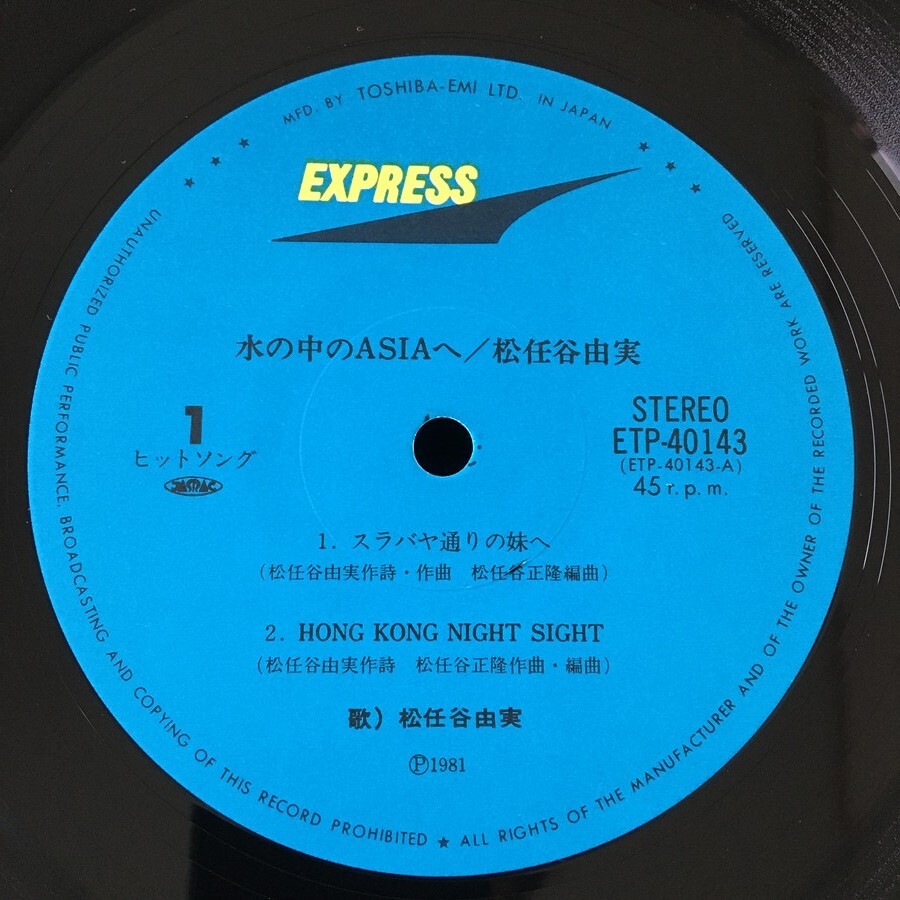 MFD. BY TOSHIBA-EMI LTD. IN JAPAN
EXPRESS
水の中のASIAへ／松任谷由実
1
ヒットソング
JASRAC
STEREO
ETP-40143
(ETP-40143-A)
45 r.p.m.
1. スラバヤ通りの妹へ
(松任谷由実作詩・作曲 松任谷正隆編曲)
2. HONG KONG NIGHT SIGHT
(松任谷由実作詩 松任谷正隆作曲・編曲)
歌) 松任谷由実
Ⓟ1981
UNAUTHORIZED PUBLIC PERFORMANCE, BROADCASTING AND COPYING OF THIS RECORD PROHIBITED ★ ALL RIGHTS OF THE MANUFACTURER AND OF THE OWNER OF THE RECORDED WORK ARE RESERVED